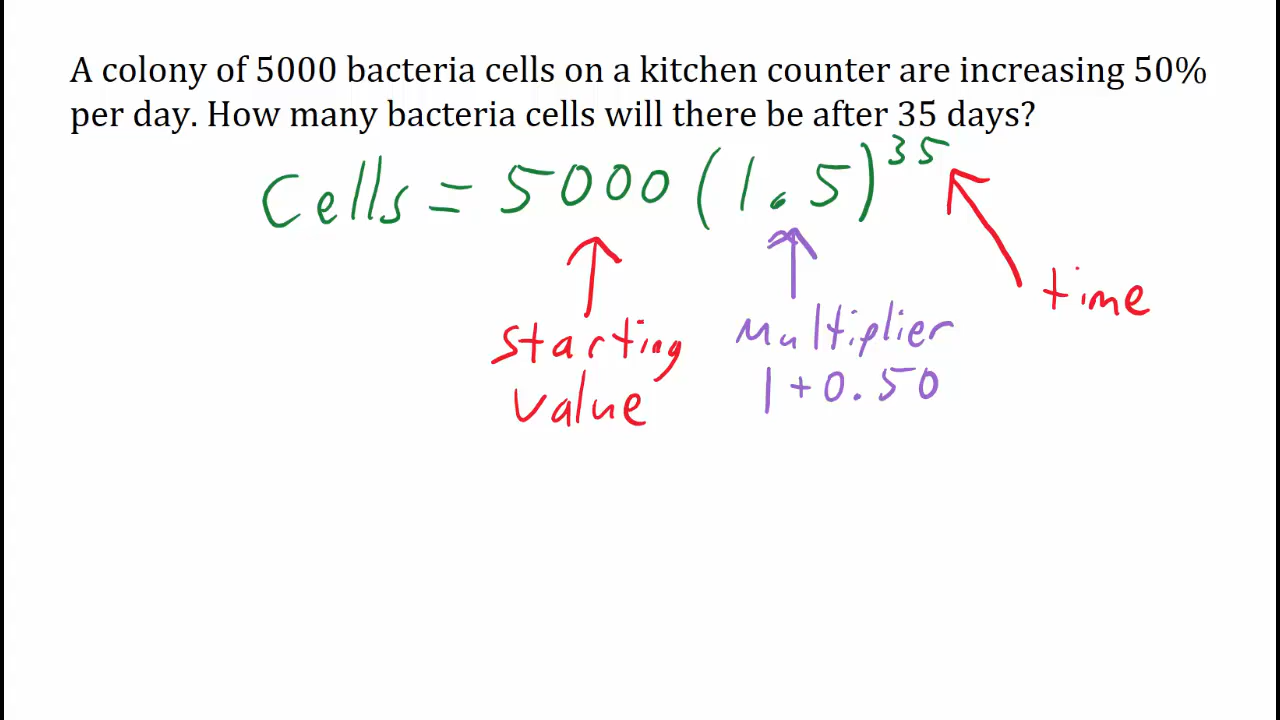 A colony of 5000 bacteria cells on a kitchen counter are increasing 50%
per day. How many bacteria cells will there be after 35 days?
Cells = 5000 (1.5)^35
starting
value
Multiplier
1+0.50
time